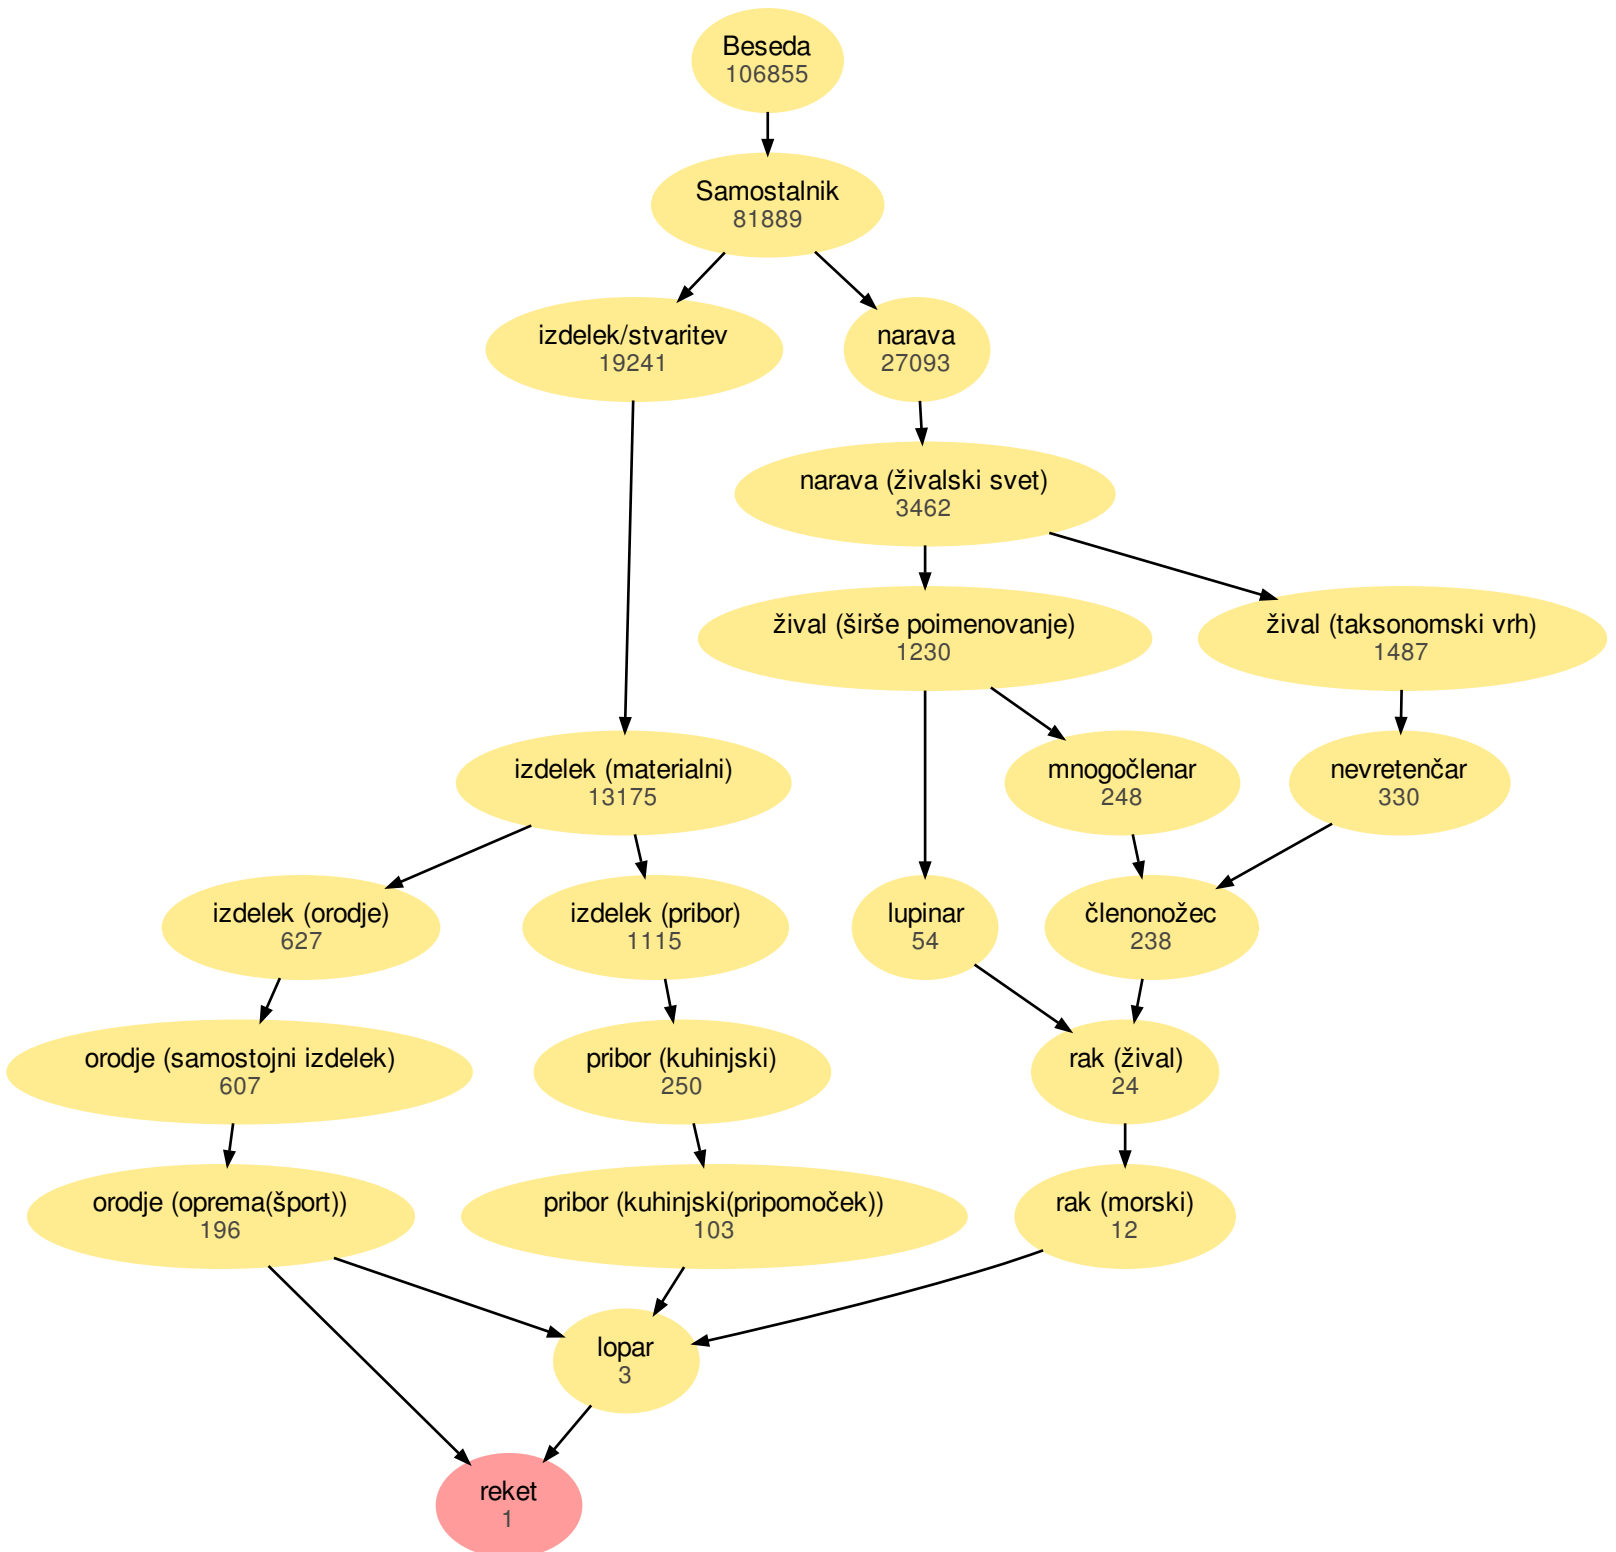 Beseda
106855
Samostalnik
81889
izdelek/stvaritev
19241
narava
27093
narava (živalski svet)
3462
žival (širše poimenovanje)
1230
žival (taksonomski vrh)
1487
izdelek (materialni)
13175
mnogočlenar
248
nevretenčar
330
izdelek (orodje)
627
izdelek (pribor)
1115
lupinar
54
členonožec
238
orodje (samostojni izdelek)
607
pribor (kuhinjski)
250
rak (žival)
24
orodje (oprema(šport))
196
pribor (kuhinjski(pripomoček))
103
rak (morski)
12
lopar
3
reket
1